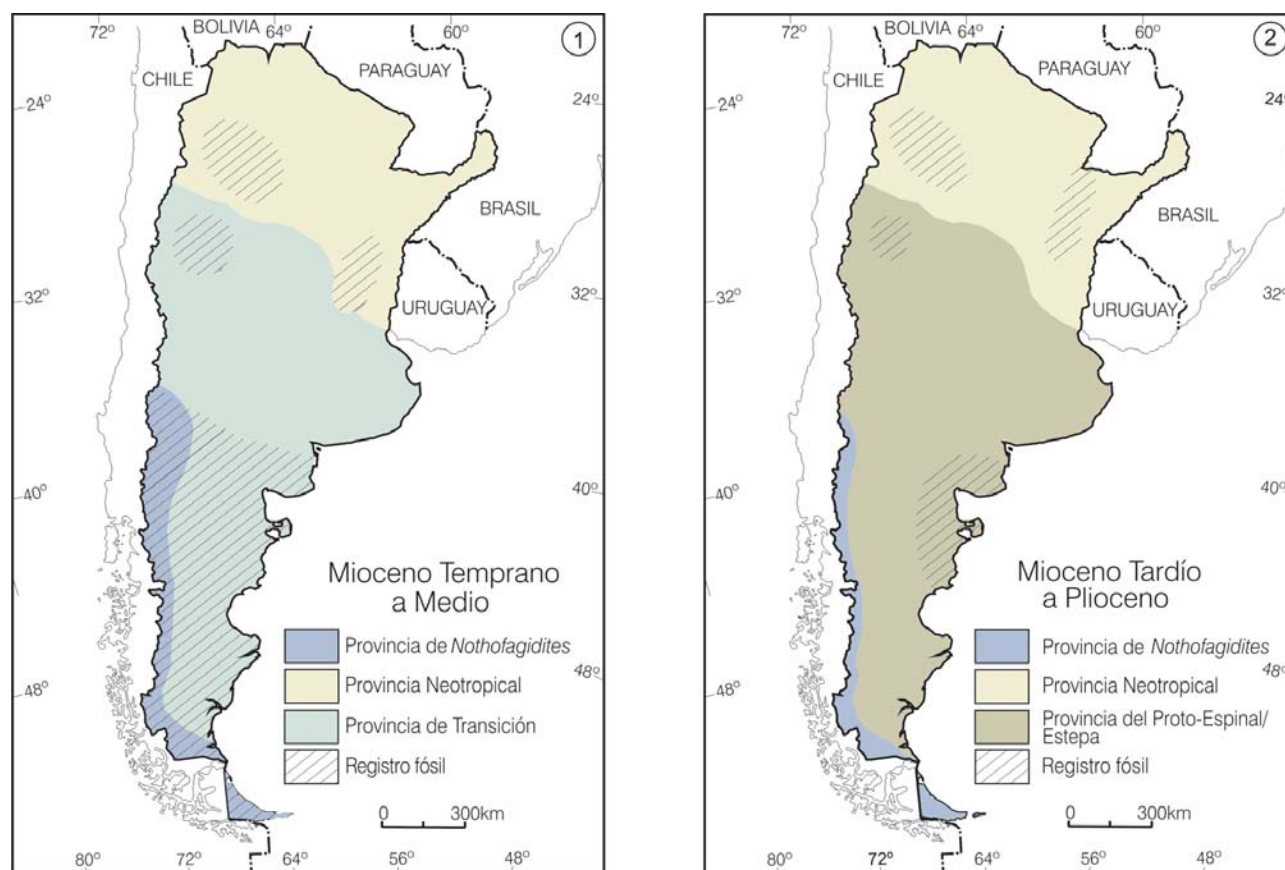 72°
BOLIVIA
64°
60°
1
CHILE
PARAGUAY
24°
24°
BRASIL
32°
32°
URUGUAY
40°
40°
48°
48°
Mioceno Temprano
a Medio
Provincia de Nothofagidites
Provincia Neotropical
Provincia de Transición
Registro fósil
0 300km
80°
72°
64°
56°
48°
72°
BOLIVIA
64°
60°
2
CHILE
PARAGUAY
24°
24°
BRASIL
32°
32°
URUGUAY
40°
40°
48°
48°
Mioceno Tardío
a Plioceno
Provincia de Nothofagidites
Provincia Neotropical
Provincia del Proto-Espinal/
Estepa
Registro fósil
0 300km
80°
72°
64°
56°
48°